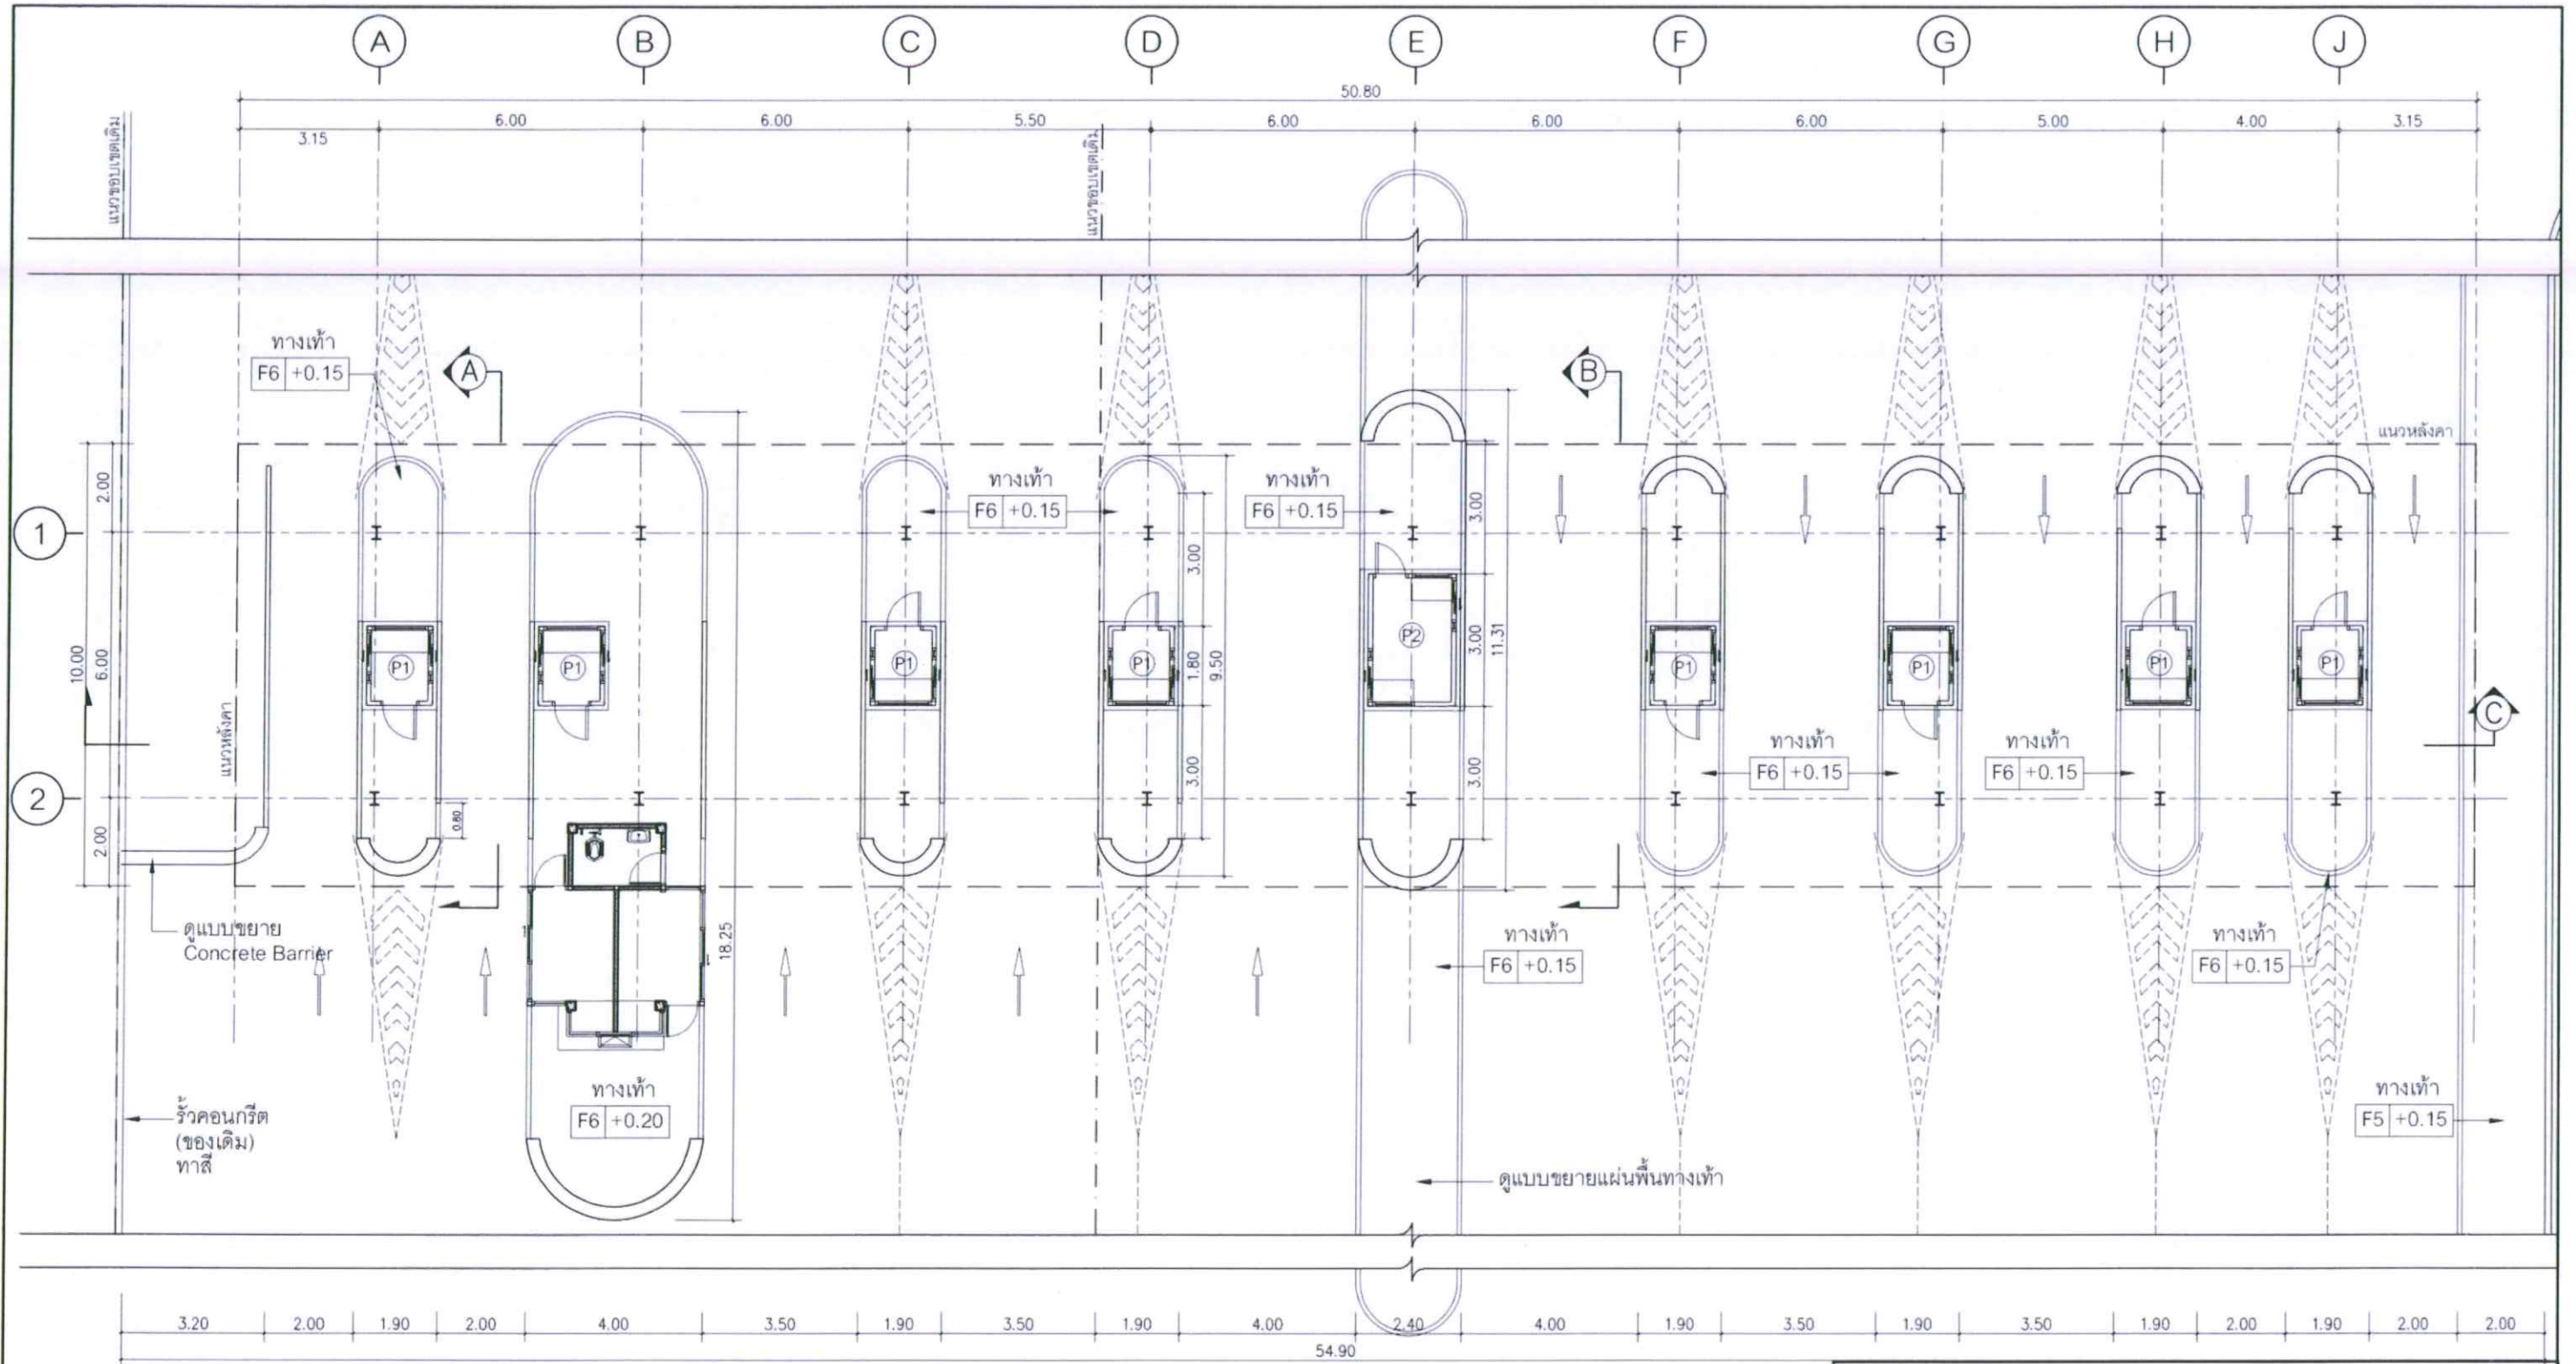 A B C D E F G H J
50.80
3.15 6.00 6.00 5.50 6.00 6.00 6.00 5.00 4.00 3.15
แนวขอบเขตเดิม
แนวขอบเขตเดิม
ทางเท้า
F6 +0.15
A
B
แนวหลังคา
ทางเท้า
F6 +0.15
ทางเท้า
F6 +0.15
1
2.00
6.00
10.00
2.00
2
3.00
1.80
9.50
3.00
3.00
3.00
11.31
3.00
P1 P1 P1 P1 P2 P1 P1 P1 P1
แนวหลังคา
C
ทางเท้า
F6 +0.15
ทางเท้า
F6 +0.15
0.80
18.25
ดูแบบขยาย
Concrete Barrier
ทางเท้า
F6 +0.15
ทางเท้า
F6 +0.15
รั้วคอนกรีต
(ของเดิม)
ทาสี
ทางเท้า
F6 +0.20
ทางเท้า
F5 +0.15
ดูแบบขยายแผ่นพื้นทางเท้า
3.20 2.00 1.90 2.00 4.00 3.50 1.90 3.50 1.90 4.00 2.40 4.00 1.90 3.50 1.90 3.50 1.90 2.00 1.90 2.00 2.00
54.90